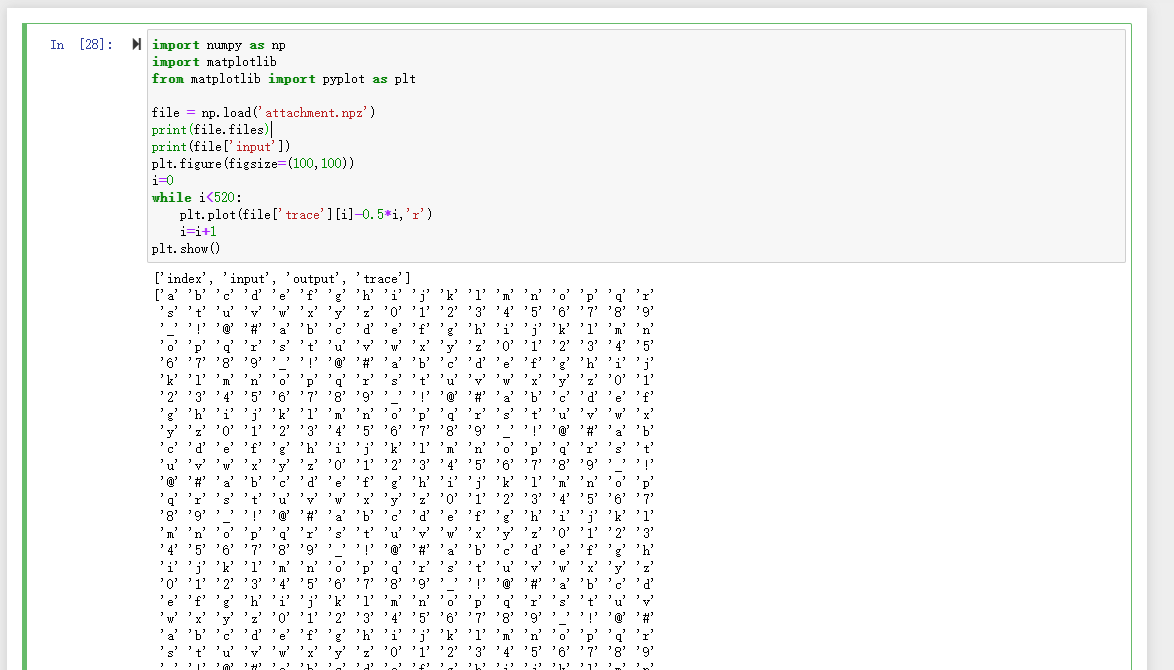 In [28]:
import numpy as np
import matplotlib
from matplotlib import pyplot as plt
file = np.load('attachment.npz')
print(file.files)
print(file['input'])
plt.figure(figsize=(100,100))
i=0
while i<520:
    plt.plot(file['trace'][i]-0.5*i,'r')
    i=i+1
plt.show()
['index', 'input', 'output', 'trace']
['a' 'b' 'c' 'd' 'e' 'f' 'g' 'h' 'i' 'j' 'k' 'l' 'm' 'n' 'o' 'p' 'q' 'r'
's' 't' 'u' 'v' 'w' 'x' 'y' 'z' '0' '1' '2' '3' '4' '5' '6' '7' '8' '9'
'_' '!' '@' '#' 'a' 'b' 'c' 'd' 'e' 'f' 'g' 'h' 'i' 'j' 'k' 'l' 'm' 'n'
'o' 'p' 'q' 'r' 's' 't' 'u' 'v' 'w' 'x' 'y' 'z' '0' '1' '2' '3' '4' '5'
'6' '7' '8' '9' '_' '!' '@' '#' 'a' 'b' 'c' 'd' 'e' 'f' 'g' 'h' 'i' 'j'
'k' 'l' 'm' 'n' 'o' 'p' 'q' 'r' 's' 't' 'u' 'v' 'w' 'x' 'y' 'z' '0' '1'
'2' '3' '4' '5' '6' '7' '8' '9' '_' '!' '@' '#' 'a' 'b' 'c' 'd' 'e' 'f'
'g' 'h' 'i' 'j' 'k' 'l' 'm' 'n' 'o' 'p' 'q' 'r' 's' 't' 'u' 'v' 'w' 'x'
'y' 'z' '0' '1' '2' '3' '4' '5' '6' '7' '8' '9' '_' '!' '@' '#' 'a' 'b'
'c' 'd' 'e' 'f' 'g' 'h' 'i' 'j' 'k' 'l' 'm' 'n' 'o' 'p' 'q' 'r' 's' 't'
'u' 'v' 'w' 'x' 'y' 'z' '0' '1' '2' '3' '4' '5' '6' '7' '8' '9' '_' '!'
'@' '#' 'a' 'b' 'c' 'd' 'e' 'f' 'g' 'h' 'i' 'j' 'k' 'l' 'm' 'n' 'o' 'p'
'q' 'r' 's' 't' 'u' 'v' 'w' 'x' 'y' 'z' '0' '1' '2' '3' '4' '5' '6' '7'
'8' '9' '_' '!' '@' '#' 'a' 'b' 'c' 'd' 'e' 'f' 'g' 'h' 'i' 'j' 'k' 'l'
'm' 'n' 'o' 'p' 'q' 'r' 's' 't' 'u' 'v' 'w' 'x' 'y' 'z' '0' '1' '2' '3'
'4' '5' '6' '7' '8' '9' '_' '!' '@' '#' 'a' 'b' 'c' 'd' 'e' 'f' 'g' 'h'
'i' 'j' 'k' 'l' 'm' 'n' 'o' 'p' 'q' 'r' 's' 't' 'u' 'v' 'w' 'x' 'y' 'z'
'0' '1' '2' '3' '4' '5' '6' '7' '8' '9' '_' '!' '@' '#' 'a' 'b' 'c' 'd'
'e' 'f' 'g' 'h' 'i' 'j' 'k' 'l' 'm' 'n' 'o' 'p' 'q' 'r' 's' 't' 'u' 'v'
'w' 'x' 'y' 'z' '0' '1' '2' '3' '4' '5' '6' '7' '8' '9' '_' '!' '@' '#'
'a' 'b' 'c' 'd' 'e' 'f' 'g' 'h' 'i' 'j' 'k' 'l' 'm' 'n' 'o' 'p' 'q' 'r'
's' 't' 'u' 'v' 'w' 'x' 'y' 'z' '0' '1' '2' '3' '4' '5' '6' '7' '8' '9'